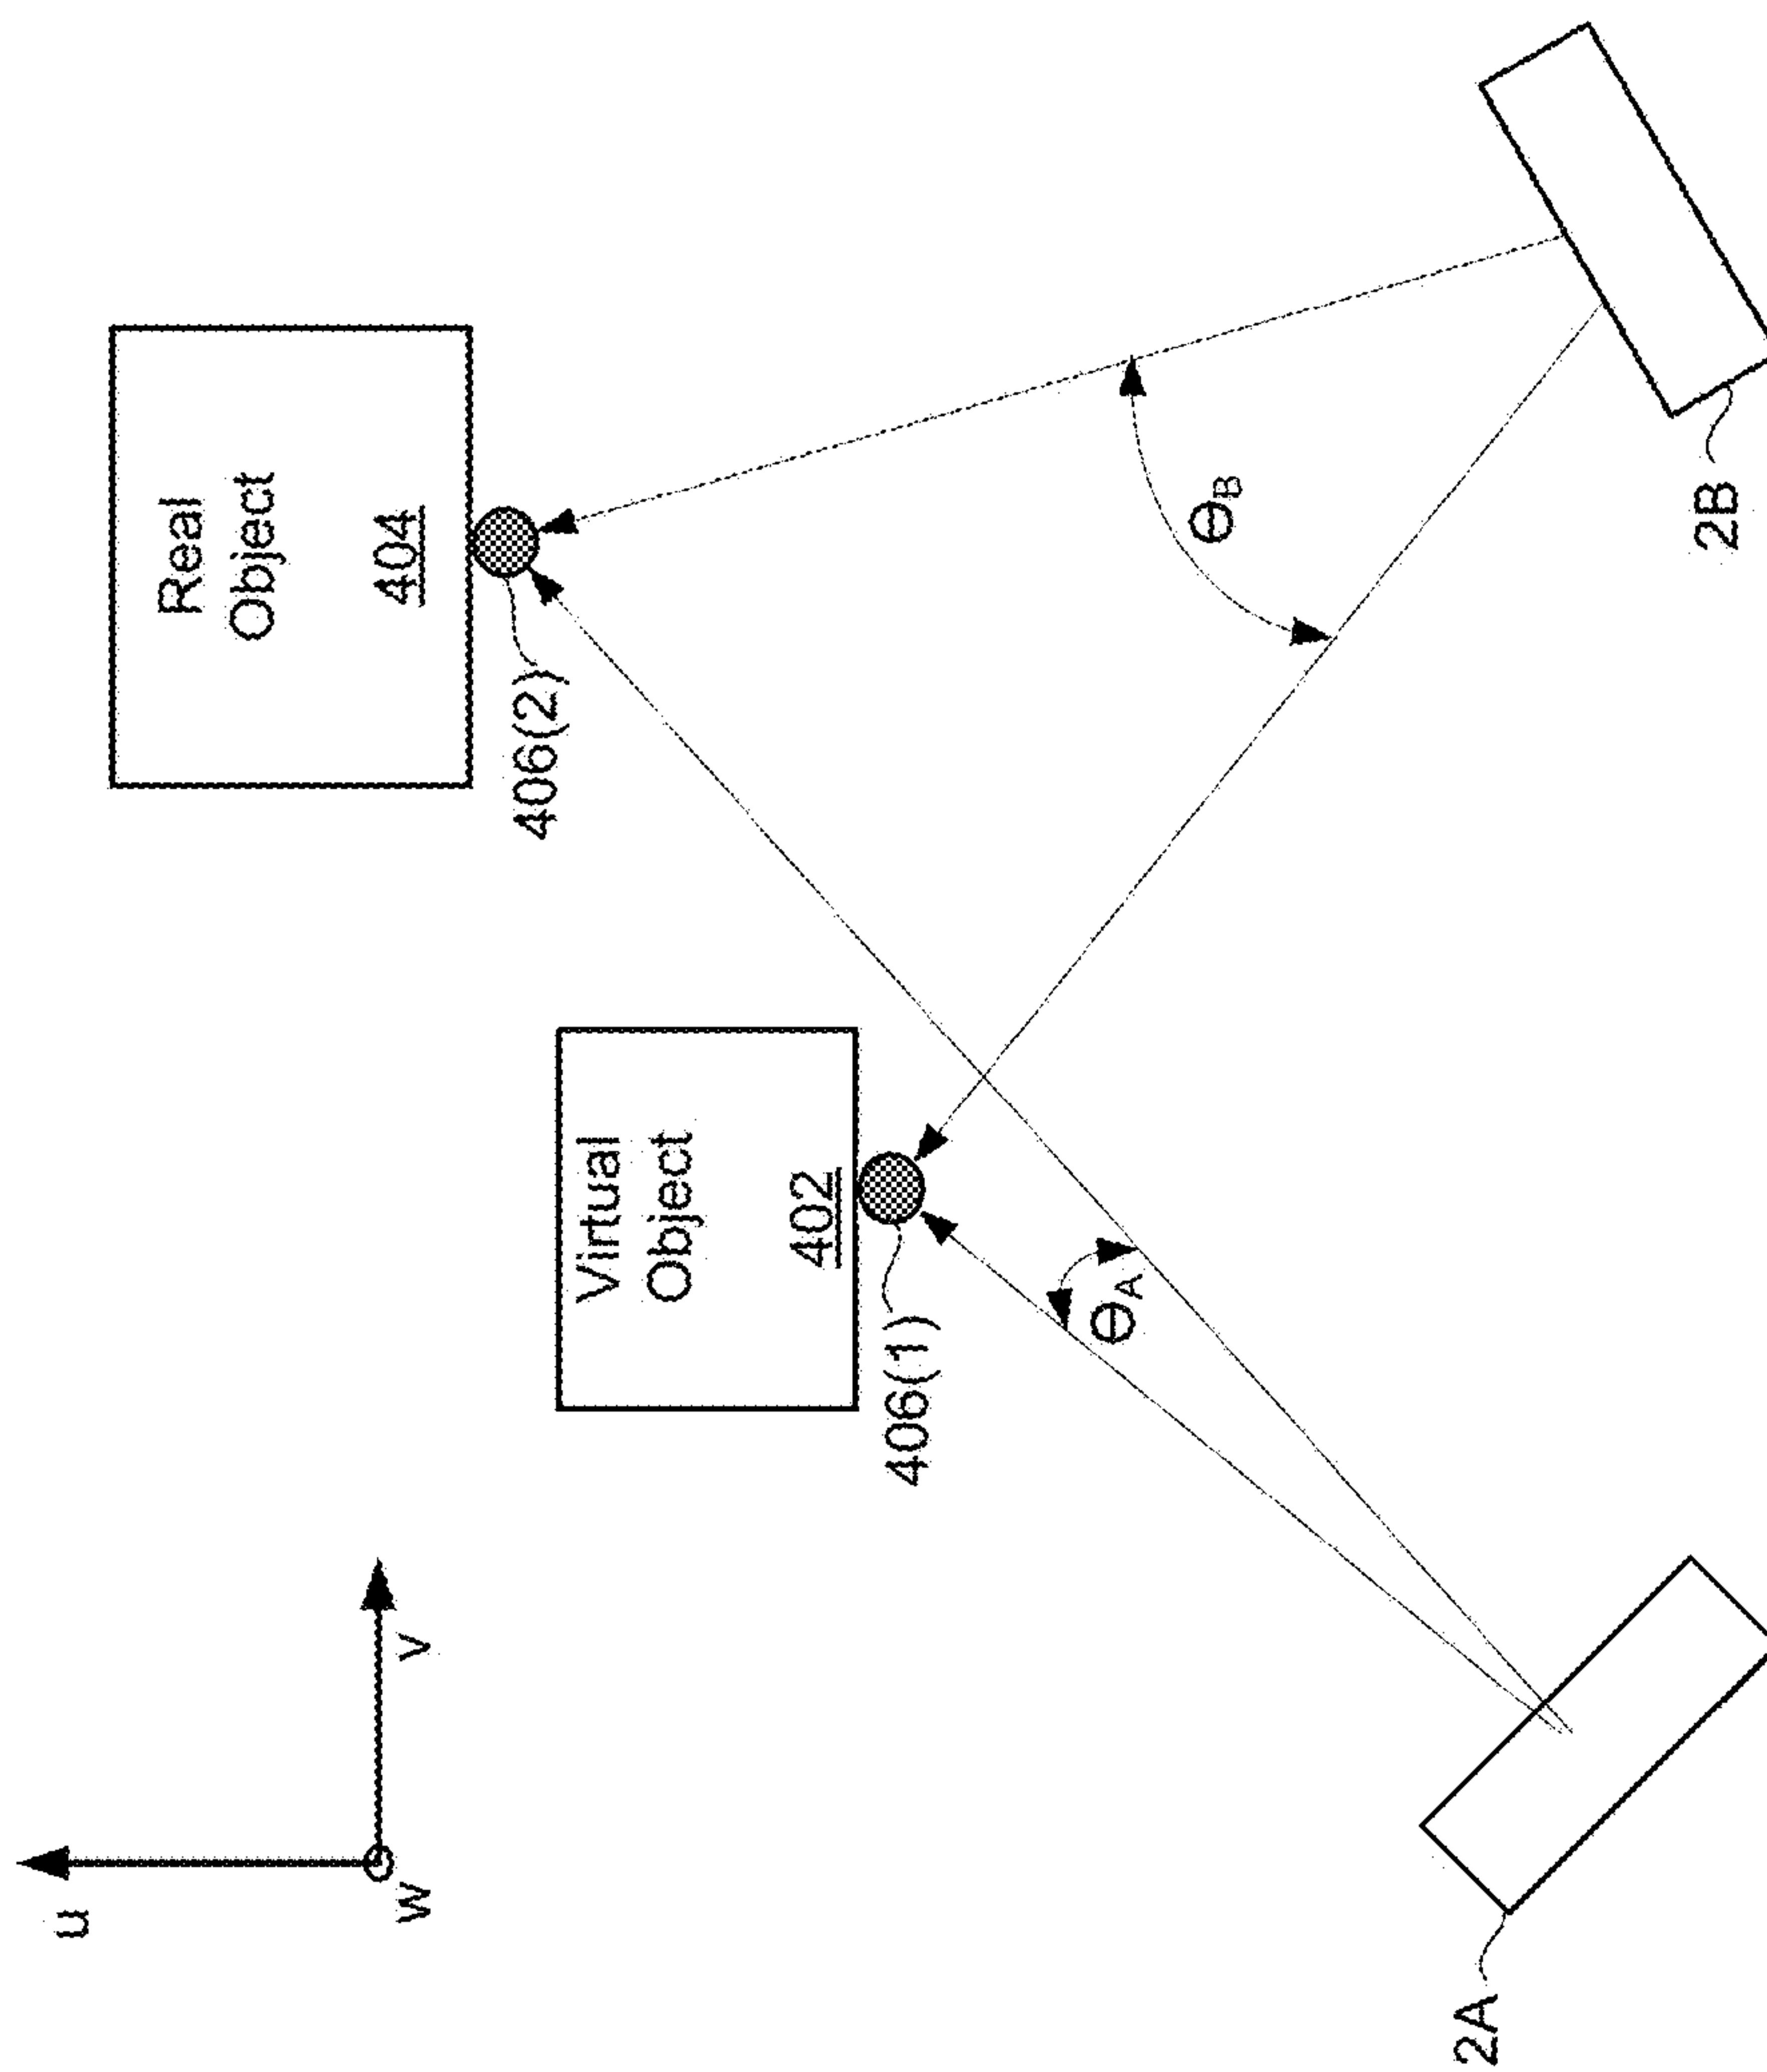 u
w
v
Virtual
Object
402
406(1)
Real
Object
404
406(2)
ΘA
ΘB
2A
2B